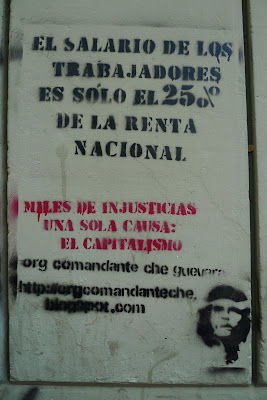 EL SALARIO DE LOS
TRABAJADORES
ES SOLO EL 25%
DE LA RENTA
NACIONAL
MILES DE INJUSTICIAS
UNA SOLA CAUSA:
EL CAPITALISMO
org comandante che guevara
http://orgcomandanteche.
blogspot.com